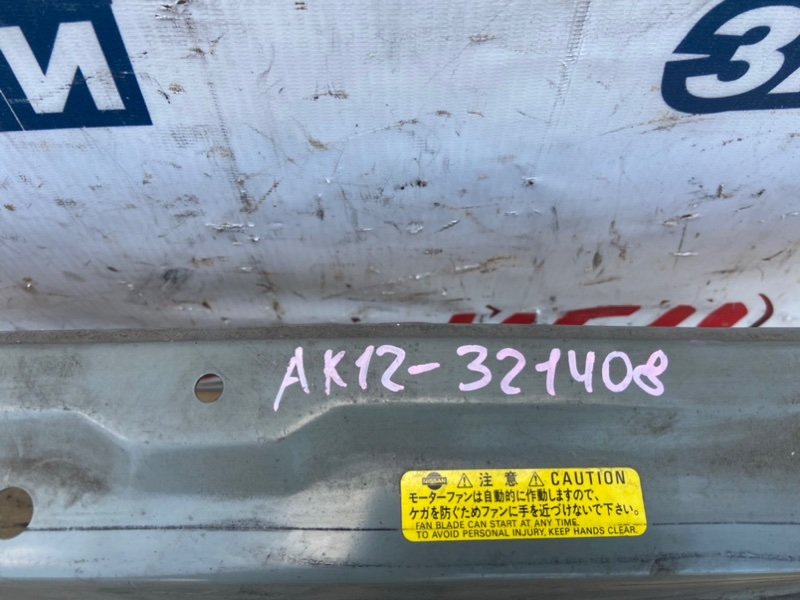 AK12-321408
NISSAN ⚠ 注意 ⚠ CAUTION
モーターファンは自動的に作動しますので、
ケガを防ぐためファンに手を近づけないで下さい。
FAN BLADE CAN START AT ANY TIME.
TO AVOID PERSONAL INJURY, KEEP HANDS CLEAR.